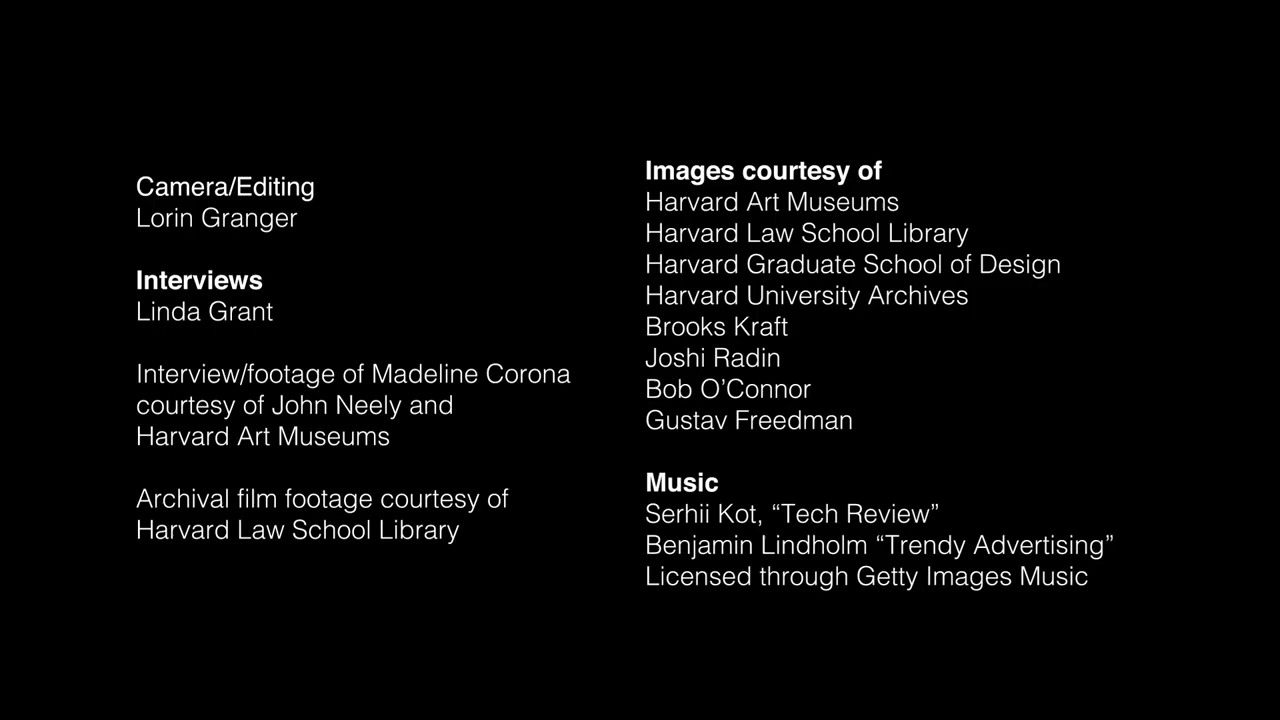 Camera/Editing
Lorin Granger
Interviews
Linda Grant
Interview/footage of Madeline Corona
courtesy of John Neely and
Harvard Art Museums
Archival film footage courtesy of
Harvard Law School Library
Images courtesy of
Harvard Art Museums
Harvard Law School Library
Harvard Graduate School of Design
Harvard University Archives
Brooks Kraft
Joshi Radin
Bob O’Connor
Gustav Freedman
Music
Serhii Kot, “Tech Review”
Benjamin Lindholm “Trendy Advertising”
Licensed through Getty Images Music